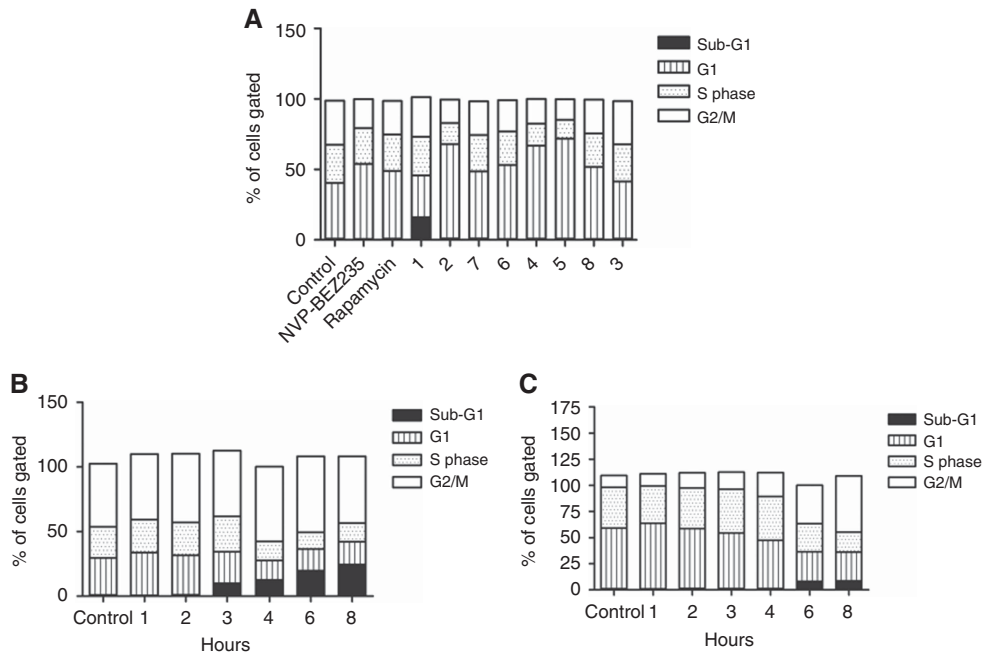 A
150
100
50
0
% of cells gated
Sub-G1
G1
S phase
G2/M
Control
NVP-BEZ235
Rapamycin
1
2
7
6
4
5
8
3
B
150
100
50
0
% of cells gated
Sub-G1
G1
S phase
G2/M
Control 1 2 3 4 6 8
Hours
C
175
150
125
100
75
50
25
0
% of cells gated
Sub-G1
G1
S phase
G2/M
Control 1 2 3 4 6 8
Hours